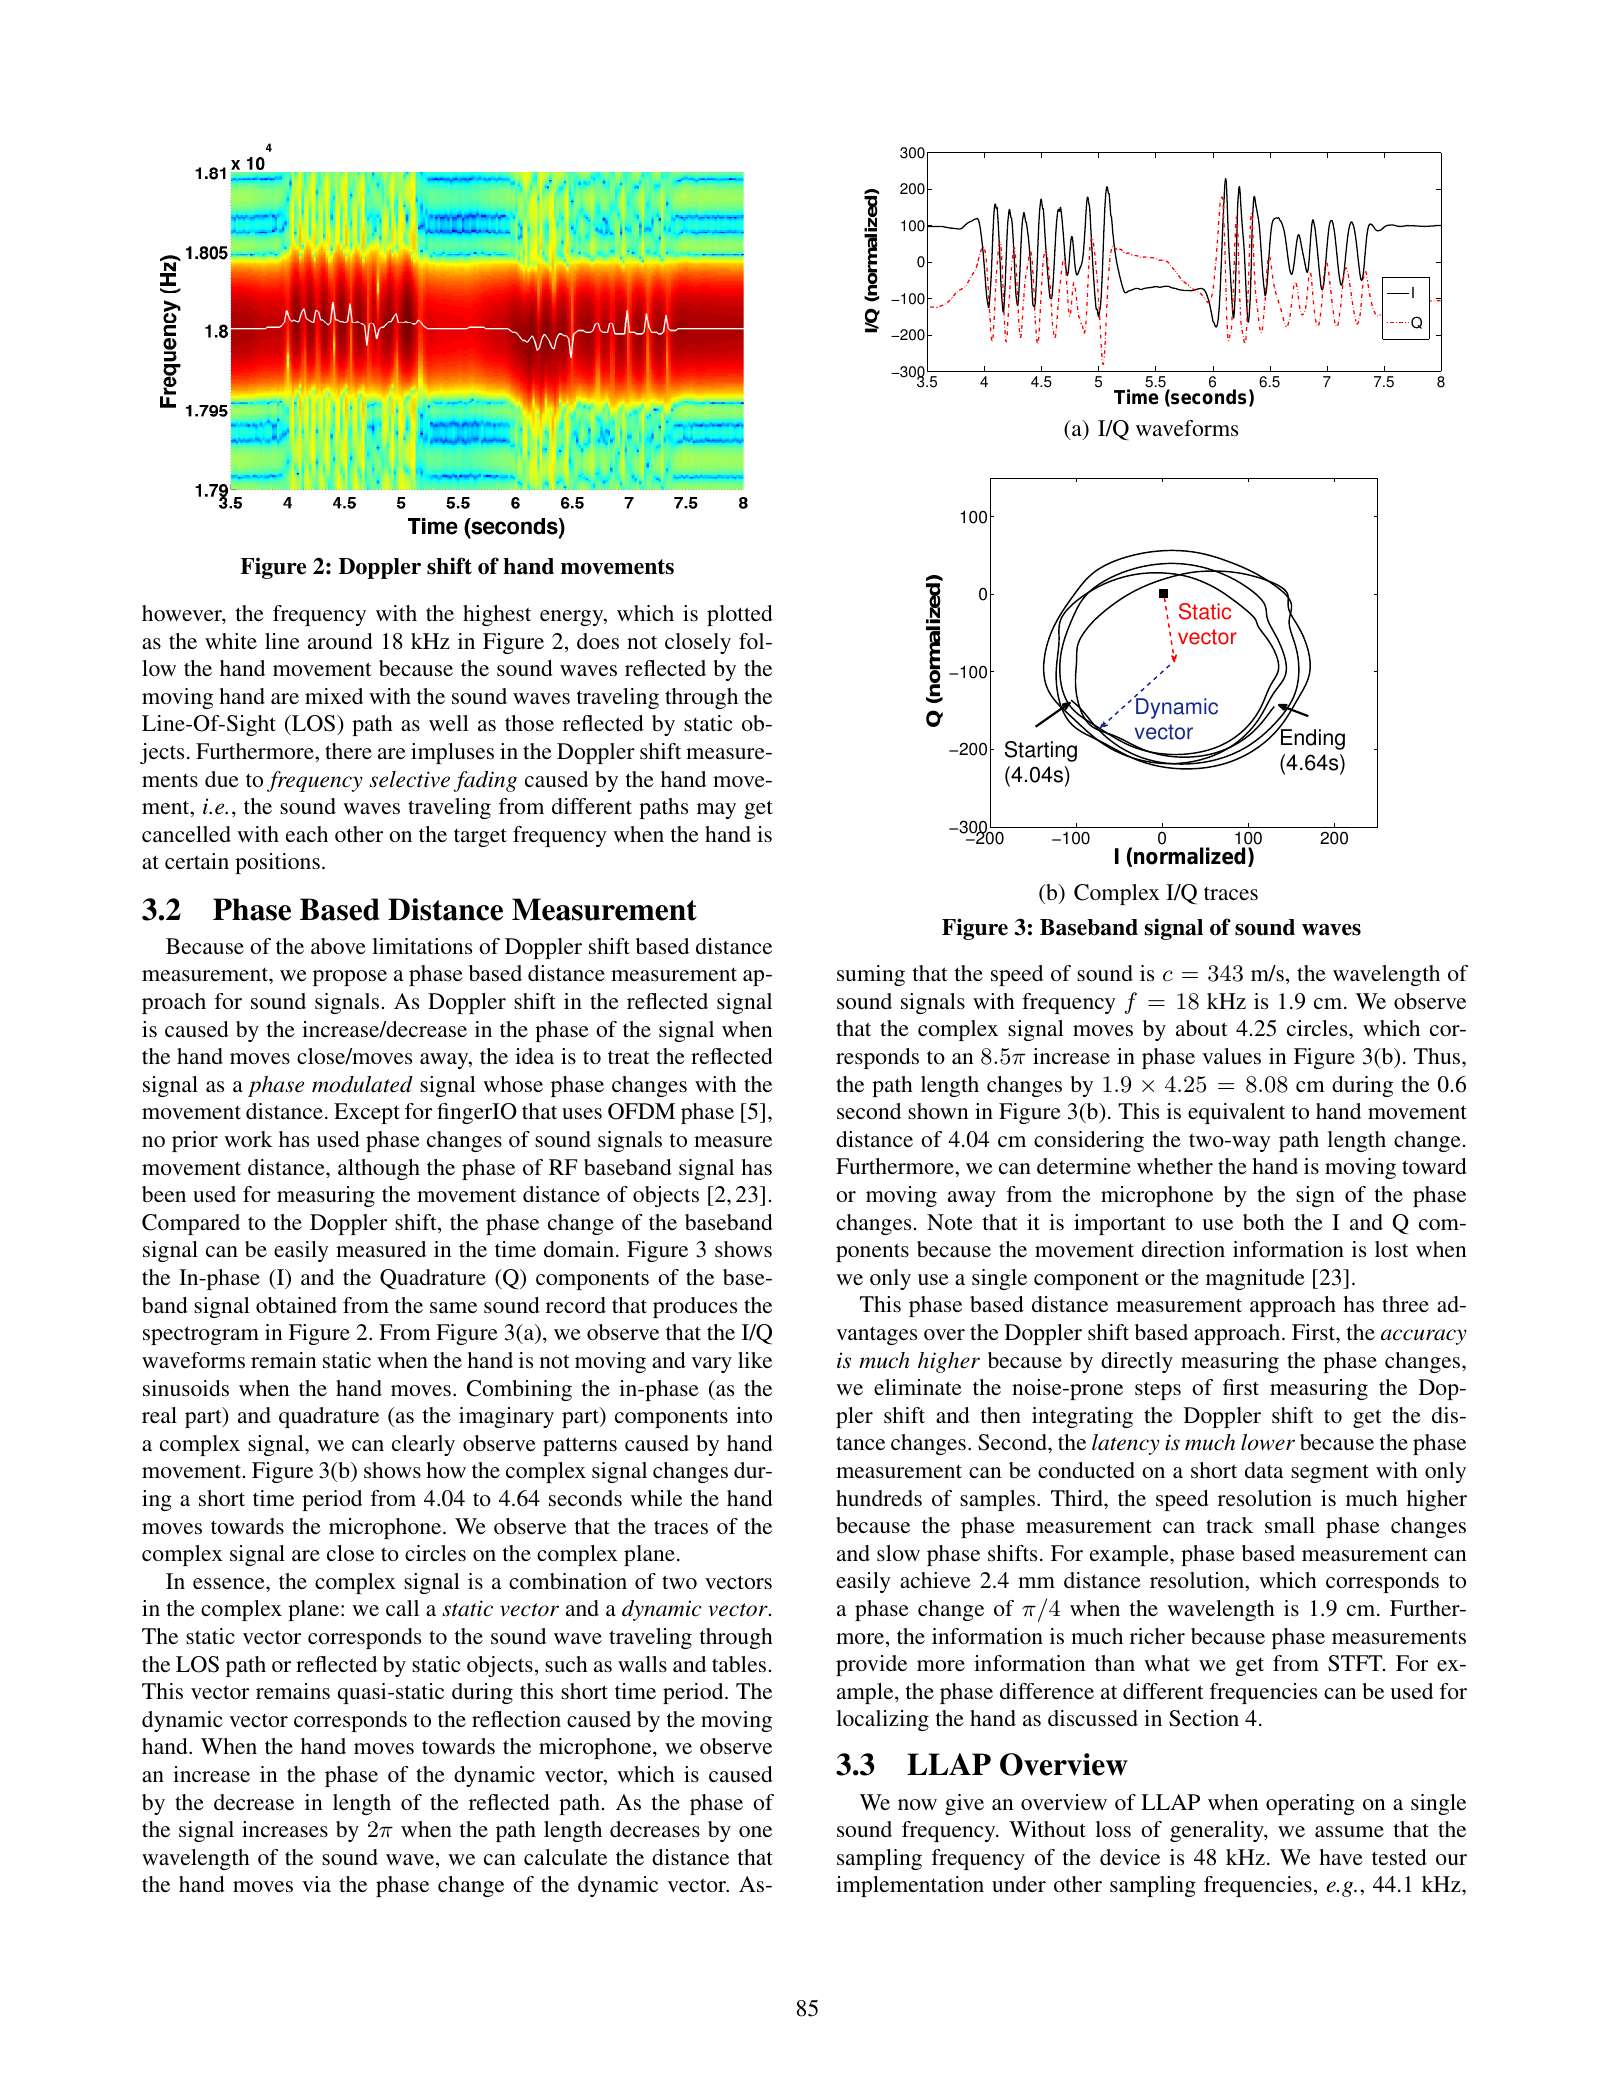 x 10
4
1.81
1.805
1.8
1.795
1.79
3.5 4 4.5 5 5.5 6 6.5 7 7.5 8
Frequency (Hz)
Time (seconds)
Figure 2: Doppler shift of hand movements
however, the frequency with the highest energy, which is plotted
as the white line around 18 kHz in Figure 2, does not closely fol-
low the hand movement because the sound waves reflected by the
moving hand are mixed with the sound waves traveling through the
Line-Of-Sight (LOS) path as well as those reflected by static ob-
jects. Furthermore, there are impluses in the Doppler shift measure-
ments due to frequency selective fading caused by the hand move-
ment, i.e., the sound waves traveling from different paths may get
cancelled with each other on the target frequency when the hand is
at certain positions.
3.2 Phase Based Distance Measurement
Because of the above limitations of Doppler shift based distance
measurement, we propose a phase based distance measurement ap-
proach for sound signals. As Doppler shift in the reflected signal
is caused by the increase/decrease in the phase of the signal when
the hand moves close/moves away, the idea is to treat the reflected
signal as a phase modulated signal whose phase changes with the
movement distance. Except for fingerIO that uses OFDM phase [5],
no prior work has used phase changes of sound signals to measure
movement distance, although the phase of RF baseband signal has
been used for measuring the movement distance of objects [2, 23].
Compared to the Doppler shift, the phase change of the baseband
signal can be easily measured in the time domain. Figure 3 shows
the In-phase (I) and the Quadrature (Q) components of the base-
band signal obtained from the same sound record that produces the
spectrogram in Figure 2. From Figure 3(a), we observe that the I/Q
waveforms remain static when the hand is not moving and vary like
sinusoids when the hand moves. Combining the in-phase (as the
real part) and quadrature (as the imaginary part) components into
a complex signal, we can clearly observe patterns caused by hand
movement. Figure 3(b) shows how the complex signal changes dur-
ing a short time period from 4.04 to 4.64 seconds while the hand
moves towards the microphone. We observe that the traces of the
complex signal are close to circles on the complex plane.
In essence, the complex signal is a combination of two vectors
in the complex plane: we call a static vector and a dynamic vector.
The static vector corresponds to the sound wave traveling through
the LOS path or reflected by static objects, such as walls and tables.
This vector remains quasi-static during this short time period. The
dynamic vector corresponds to the reflection caused by the moving
hand. When the hand moves towards the microphone, we observe
an increase in the phase of the dynamic vector, which is caused
by the decrease in length of the reflected path. As the phase of
the signal increases by 2π when the path length decreases by one
wavelength of the sound wave, we can calculate the distance that
the hand moves via the phase change of the dynamic vector. As-
300
200
100
0
−100
−200
−300
3.5 4 4.5 5 5.5 6 6.5 7 7.5 8
I/Q (normalized)
I
Q
Time (seconds)
(a) I/Q waveforms
100
0
−100
−200
−300
−200 −100 0 100 200
Q (normalized)
Static
vector
Dynamic
vector
Starting
(4.04s)
Ending
(4.64s)
I (normalized)
(b) Complex I/Q traces
Figure 3: Baseband signal of sound waves
suming that the speed of sound is c = 343 m/s, the wavelength of
sound signals with frequency f = 18 kHz is 1.9 cm. We observe
that the complex signal moves by about 4.25 circles, which cor-
responds to an 8.5π increase in phase values in Figure 3(b). Thus,
the path length changes by 1.9 × 4.25 = 8.08 cm during the 0.6
second shown in Figure 3(b). This is equivalent to hand movement
distance of 4.04 cm considering the two-way path length change.
Furthermore, we can determine whether the hand is moving toward
or moving away from the microphone by the sign of the phase
changes. Note that it is important to use both the I and Q com-
ponents because the movement direction information is lost when
we only use a single component or the magnitude [23].
This phase based distance measurement approach has three ad-
vantages over the Doppler shift based approach. First, the accuracy
is much higher because by directly measuring the phase changes,
we eliminate the noise-prone steps of first measuring the Dop-
pler shift and then integrating the Doppler shift to get the dis-
tance changes. Second, the latency is much lower because the phase
measurement can be conducted on a short data segment with only
hundreds of samples. Third, the speed resolution is much higher
because the phase measurement can track small phase changes
and slow phase shifts. For example, phase based measurement can
easily achieve 2.4 mm distance resolution, which corresponds to
a phase change of π/4 when the wavelength is 1.9 cm. Further-
more, the information is much richer because phase measurements
provide more information than what we get from STFT. For ex-
ample, the phase difference at different frequencies can be used for
localizing the hand as discussed in Section 4.
3.3 LLAP Overview
We now give an overview of LLAP when operating on a single
sound frequency. Without loss of generality, we assume that the
sampling frequency of the device is 48 kHz. We have tested our
implementation under other sampling frequencies, e.g., 44.1 kHz,
85